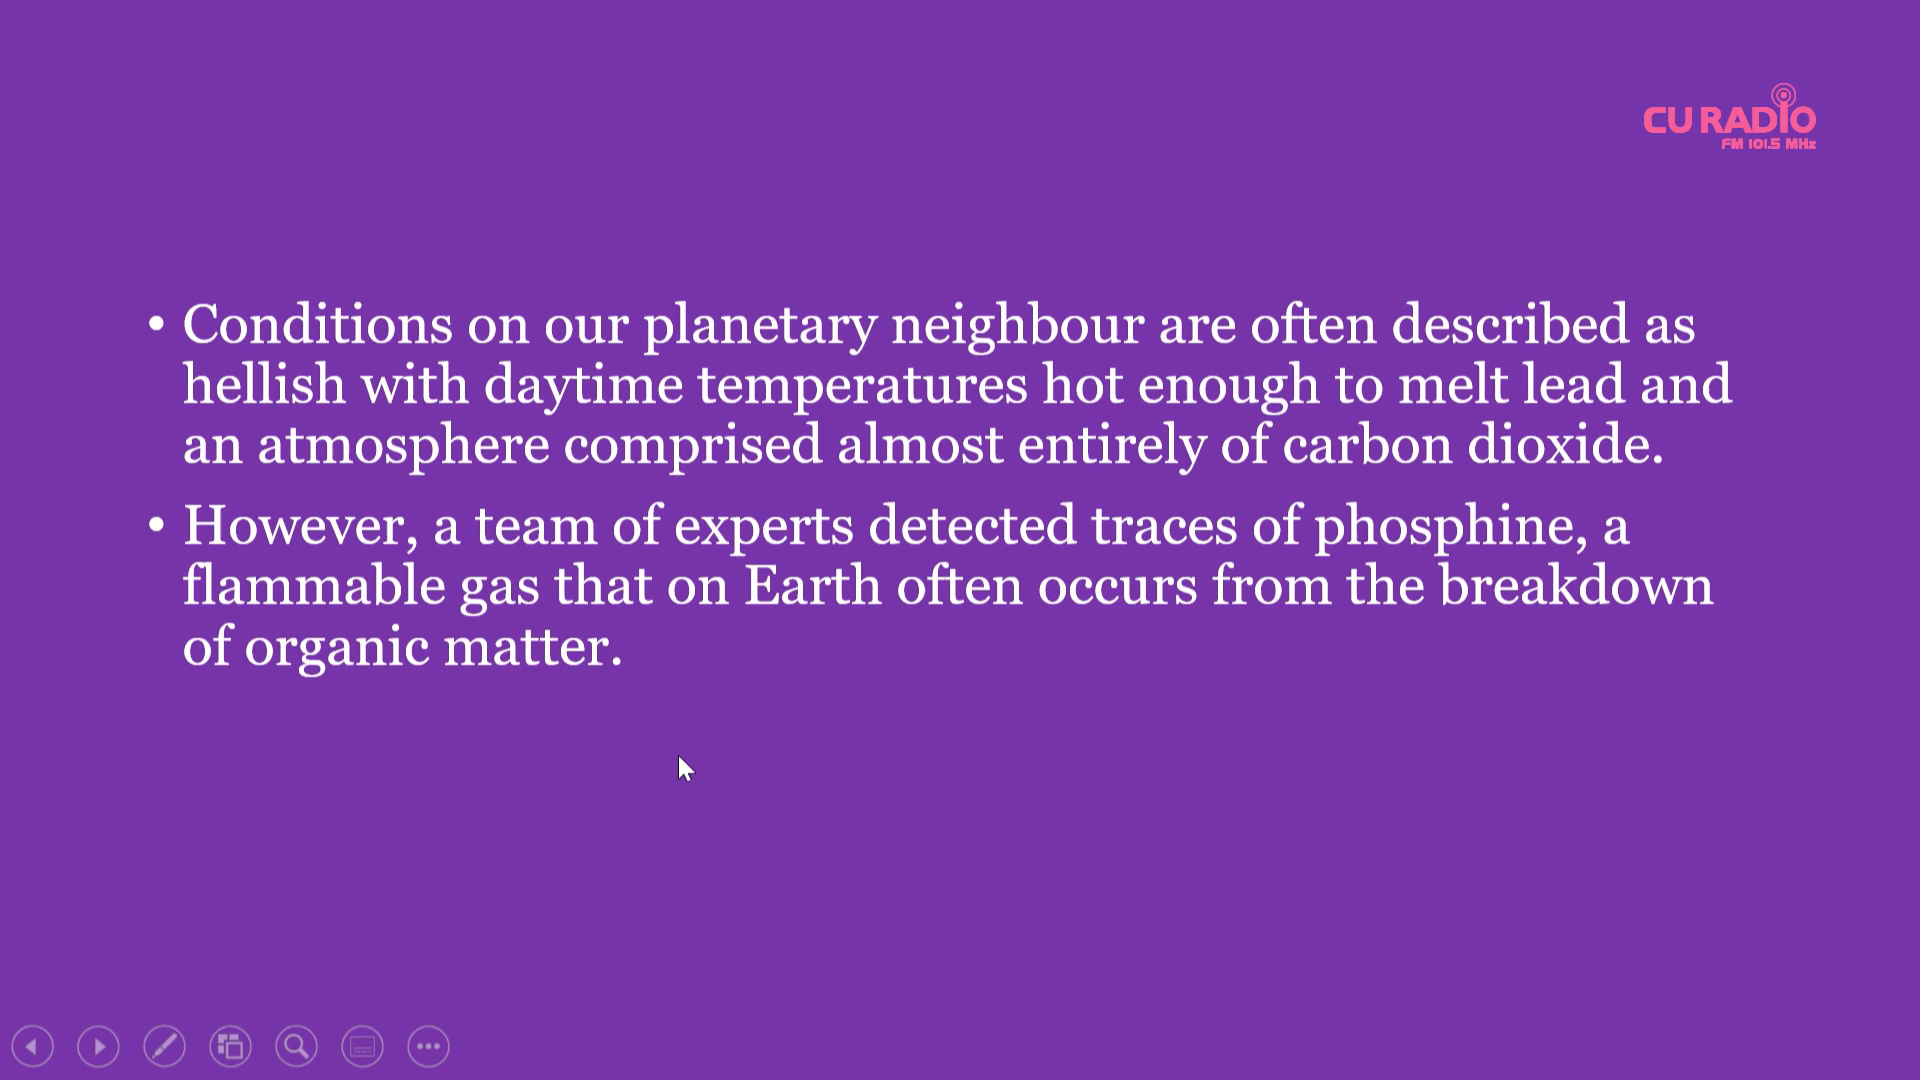 CU RADIO
FM 101.5 MHz
• Conditions on our planetary neighbour are often described as
hellish with daytime temperatures hot enough to melt lead and
an atmosphere comprised almost entirely of carbon dioxide.
• However, a team of experts detected traces of phosphine, a
flammable gas that on Earth often occurs from the breakdown
of organic matter.